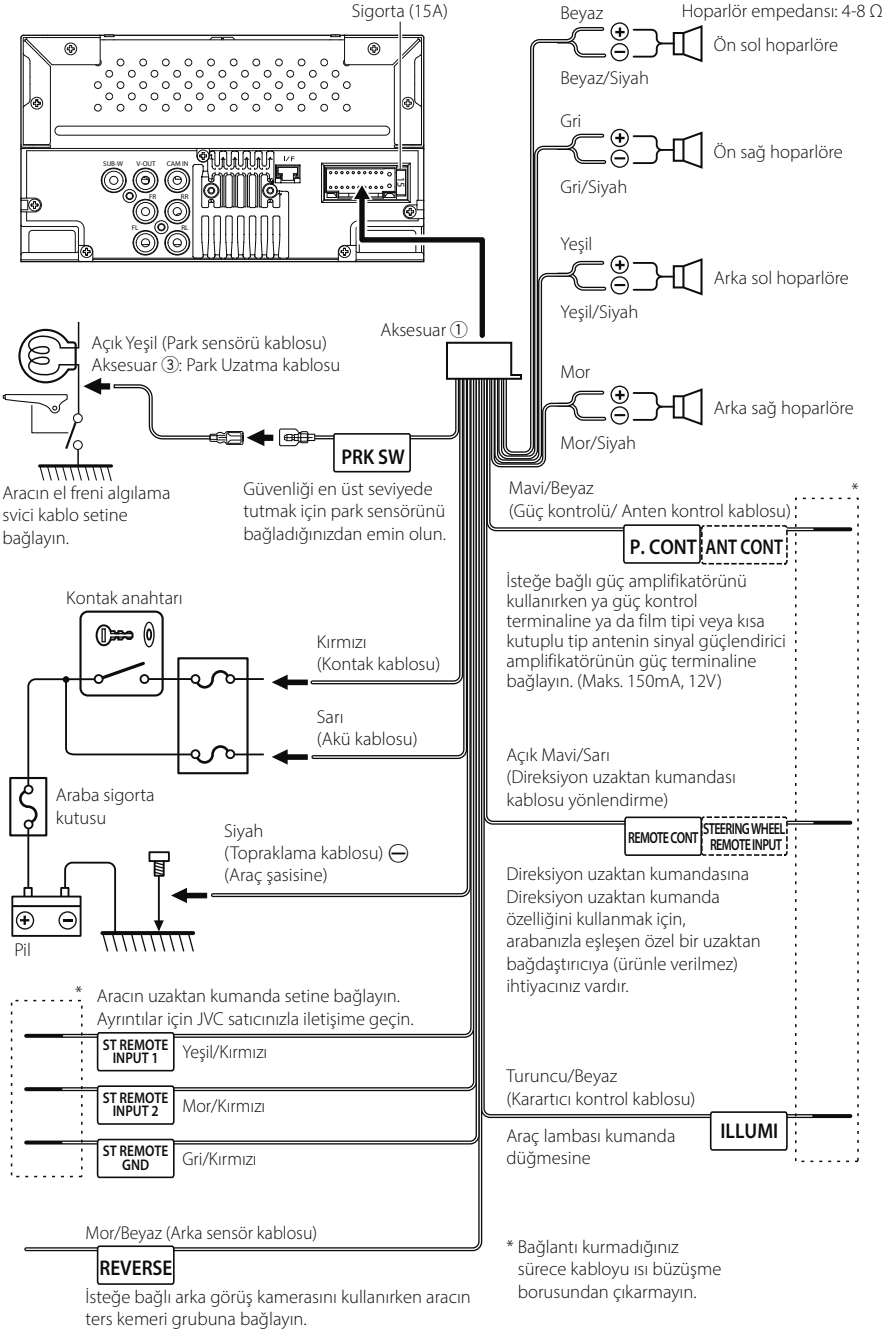 Sigorta (15A)
SUB-W V-OUT CAM IN
I / F
15
FR RR
FL RL
Beyaz
Hoparlör empedansı: 4-8 Ω
Ön sol hoparlöre
Beyaz/Siyah
Gri
Ön sağ hoparlöre
Gri/Siyah
Yeşil
Arka sol hoparlöre
Yeşil/Siyah
Mor
Arka sağ hoparlöre
Mor/Siyah
Aksesuar ①
Açık Yeşil (Park sensörü kablosu)
Aksesuar ③: Park Uzatma kablosu
PRK SW
Aracın el freni algılama
svici kablo setine
bağlayın.
Güvenliği en üst seviyede
tutmak için park sensörünü
bağladığınızdan emin olun.
Mavi/Beyaz
(Güç kontrolü/ Anten kontrol kablosu)
*
P. CONT ANT CONT
İsteğe bağlı güç amplifikatörünü
kullanırken ya güç kontrol
terminaline ya da film tipi veya kısa
kutuplu tip antenin sinyal güçlendirici
amplifikatörünün güç terminaline
bağlayın. (Maks. 150mA, 12V)
Kontak anahtarı
Kırmızı
(Kontak kablosu)
Sarı
(Akü kablosu)
Araba sigorta
kutusu
Siyah
(Topraklama kablosu) ⊖
(Araç şasisine)
+ −
Pil
Açık Mavi/Sarı
(Direksiyon uzaktan kumandası
kablosu yönlendirme)
REMOTE CONT STEERING WHEEL
REMOTE INPUT
Direksiyon uzaktan kumandasına
Direksiyon uzaktan kumanda
özelliğini kullanmak için,
arabanızla eşleşen özel bir uzaktan
bağdaştırıcıya (ürünle verilmez)
ihtiyacınız vardır.
* Aracın uzaktan kumanda setine bağlayın.
Ayrıntılar için JVC satıcınızla iletişime geçin.
ST REMOTE
INPUT 1
Yeşil/Kırmızı
ST REMOTE
INPUT 2
Mor/Kırmızı
ST REMOTE
GND
Gri/Kırmızı
Turuncu/Beyaz
(Karartıcı kontrol kablosu)
ILLUMI
Araç lambası kumanda
düğmesine
Mor/Beyaz (Arka sensör kablosu)
REVERSE
İsteğe bağlı arka görüş kamerasını kullanırken aracın
ters kemeri grubuna bağlayın.
* Bağlantı kurmadığınız
sürece kabloyu ısı büzüşme
borusundan çıkarmayın.